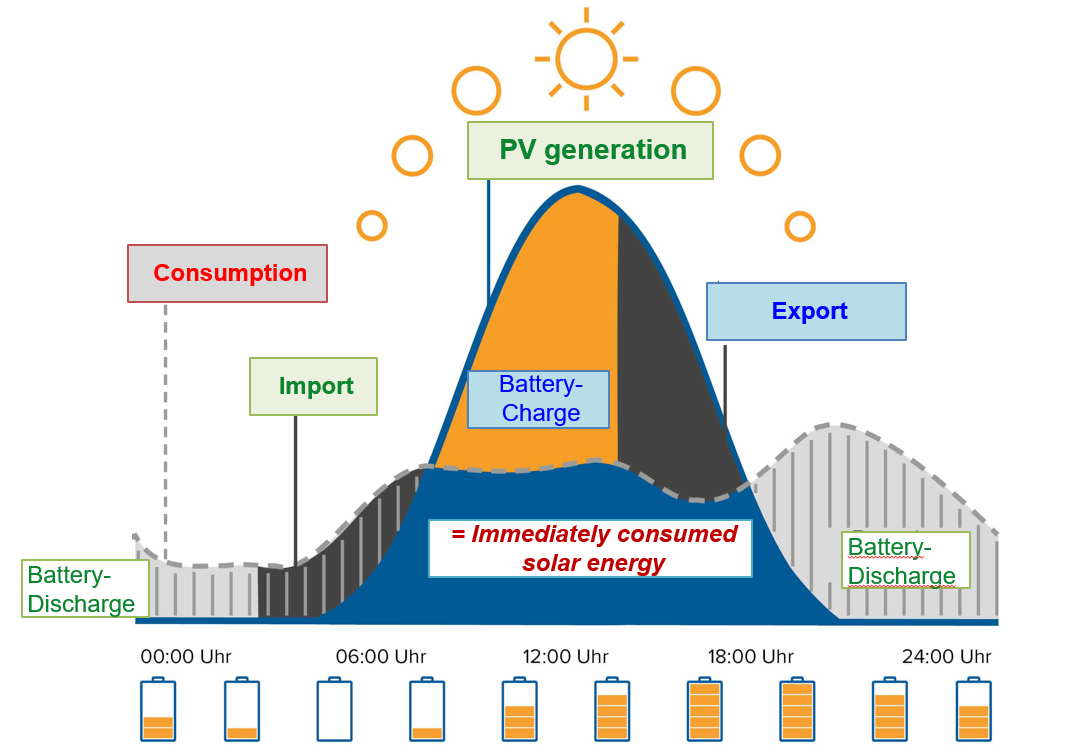 PV generation
Consumption
Export
Import
Battery-
Charge
= Immediately consumed
solar energy
Battery-
Discharge
Battery-
Discharge
00:00 Uhr
06:00 Uhr
12:00 Uhr
18:00 Uhr
24:00 Uhr